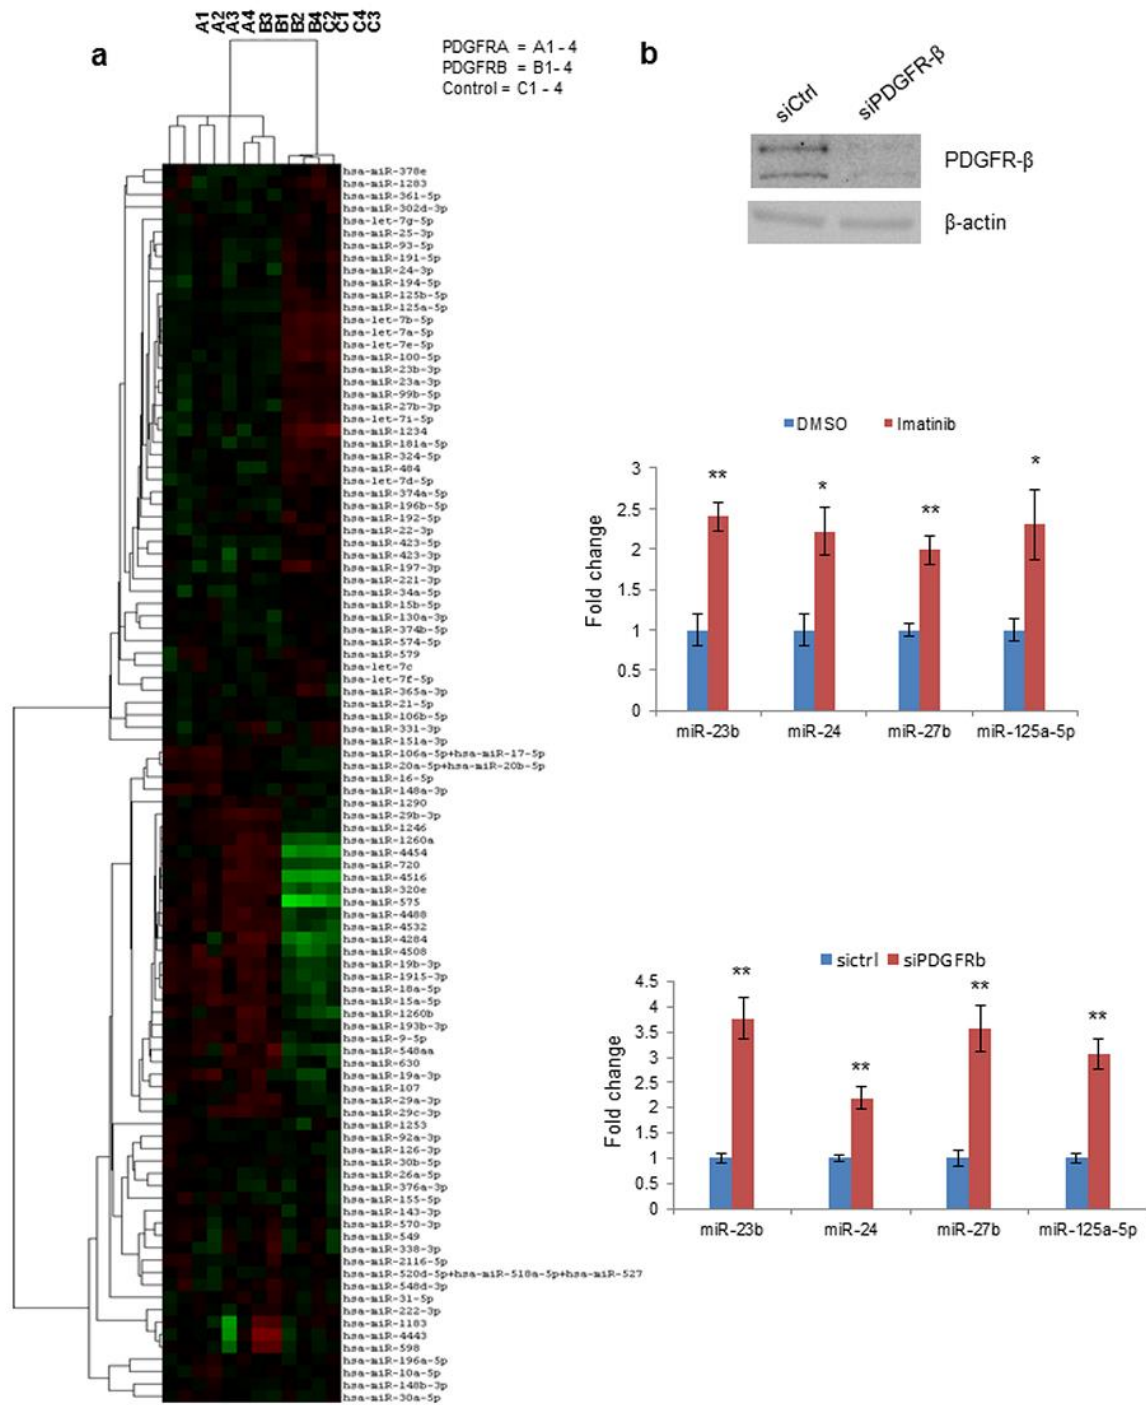 A1 A2 A3 A4 B3 B1 B2 B4 C2 C1 C4 C3
a
PDGFRA = A1-4
PDGFRB = B1-4
Control = C1 - 4
hsa-miR-378e
hsa-miR-1283
hsa-miR-361-5p
hsa-miR-302d-3p
hsa-let-7g-5p
hsa-miR-25-3p
hsa-miR-93-5p
hsa-miR-191-5p
hsa-miR-24-3p
hsa-miR-194-5p
hsa-miR-125b-5p
hsa-miR-125a-5p
hsa-let-7b-5p
hsa-let-7a-5p
hsa-let-7e-5p
hsa-miR-100-5p
hsa-miR-23b-3p
hsa-miR-23a-3p
hsa-miR-99b-5p
hsa-miR-27b-3p
hsa-let-7i-5p
hsa-miR-1234
hsa-miR-181a-5p
hsa-miR-324-5p
hsa-miR-484
hsa-let-7d-5p
hsa-miR-374a-5p
hsa-miR-196b-5p
hsa-miR-192-5p
hsa-miR-22-3p
hsa-miR-423-5p
hsa-miR-423-3p
hsa-miR-197-3p
hsa-miR-221-3p
hsa-miR-34a-5p
hsa-miR-15b-5p
hsa-miR-130a-3p
hsa-miR-374b-5p
hsa-miR-574-5p
hsa-miR-579
hsa-let-7c
hsa-let-7f-5p
hsa-miR-365a-3p
hsa-miR-21-5p
hsa-miR-106b-5p
hsa-miR-331-3p
hsa-miR-151a-3p
hsa-miR-106a-5p+hsa-miR-17-5p
hsa-miR-20a-5p+hsa-miR-20b-5p
hsa-miR-16-5p
hsa-miR-148a-3p
hsa-miR-1290
hsa-miR-29b-3p
hsa-miR-1246
hsa-miR-1260a
hsa-miR-4454
hsa-miR-720
hsa-miR-4516
hsa-miR-320e
hsa-miR-575
hsa-miR-4488
hsa-miR-4532
hsa-miR-4284
hsa-miR-4508
hsa-miR-19b-3p
hsa-miR-1915-3p
hsa-miR-18a-5p
hsa-miR-15a-5p
hsa-miR-1260b
hsa-miR-193b-3p
hsa-miR-9-5p
hsa-miR-548aa
hsa-miR-630
hsa-miR-19a-3p
hsa-miR-107
hsa-miR-29a-3p
hsa-miR-29c-3p
hsa-miR-1253
hsa-miR-92a-3p
hsa-miR-126-3p
hsa-miR-30b-5p
hsa-miR-26a-5p
hsa-miR-376a-3p
hsa-miR-155-5p
hsa-miR-143-3p
hsa-miR-570-3p
hsa-miR-549
hsa-miR-338-3p
hsa-miR-2116-5p
hsa-miR-520d-5p+hsa-miR-518a-5p+hsa-miR-527
hsa-miR-548d-3p
hsa-miR-31-5p
hsa-miR-222-3p
hsa-miR-1183
hsa-miR-4443
hsa-miR-598
hsa-miR-196a-5p
hsa-miR-10a-5p
hsa-miR-148b-3p
hsa-miR-30a-5p
b
siCtrl siPDGFR-β
PDGFR-β
β-actin
DMSO Imatinib
Fold change
3
2.5
2
1.5
1
0.5
0
** * ** *
miR-23b miR-24 miR-27b miR-125a-5p
sictrl siPDGFRb
Fold change
4.5
4
3.5
3
2.5
2
1.5
1
0.5
0
** ** ** **
miR-23b miR-24 miR-27b miR-125a-5p